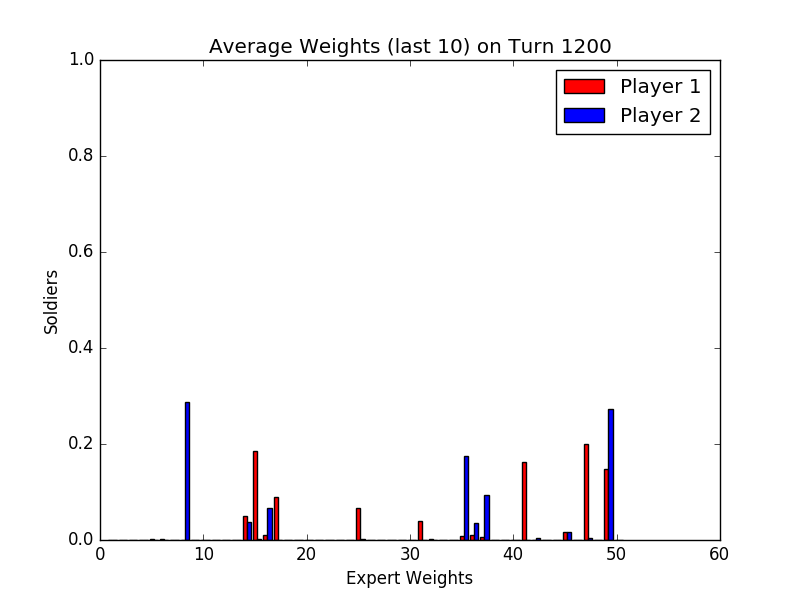 Average Weights (last 10) on Turn 1200
1.0
0.8
0.6
0.4
0.2
0.0
Soldiers
Player 1
Player 2
0 10 20 30 40 50 60
Expert Weights